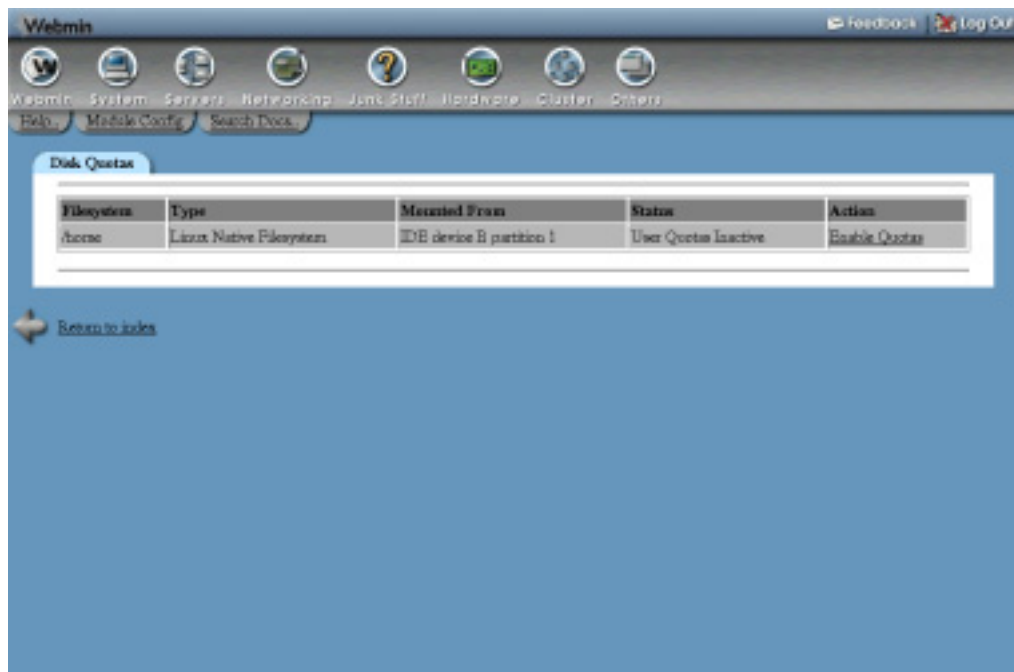 Webmin
Feedback Log Out
Webmin System Servers Networking Junk Stuff Hardware Cluster Others
Help.. Module Config Search Docs..
Disk Quotas
Filesystem Type Mounted From Status Action
/home Linux Native Filesystem IDE device B partition 1 User Quotas Inactive Enable Quotas
Return to index